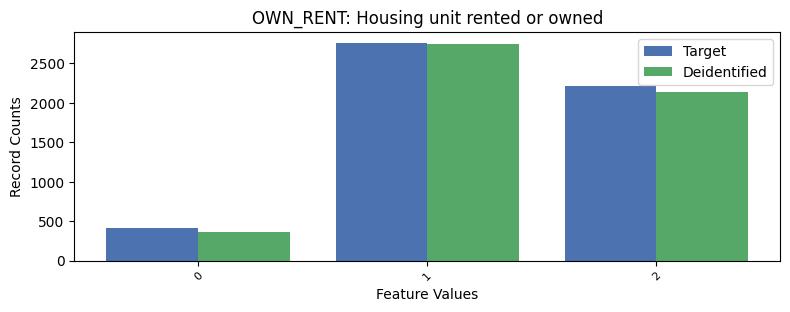 OWN_RENT: Housing unit rented or owned
Target
Deidentified
Record Counts
2500
2000
1500
1000
500
0
0
1
2
Feature Values